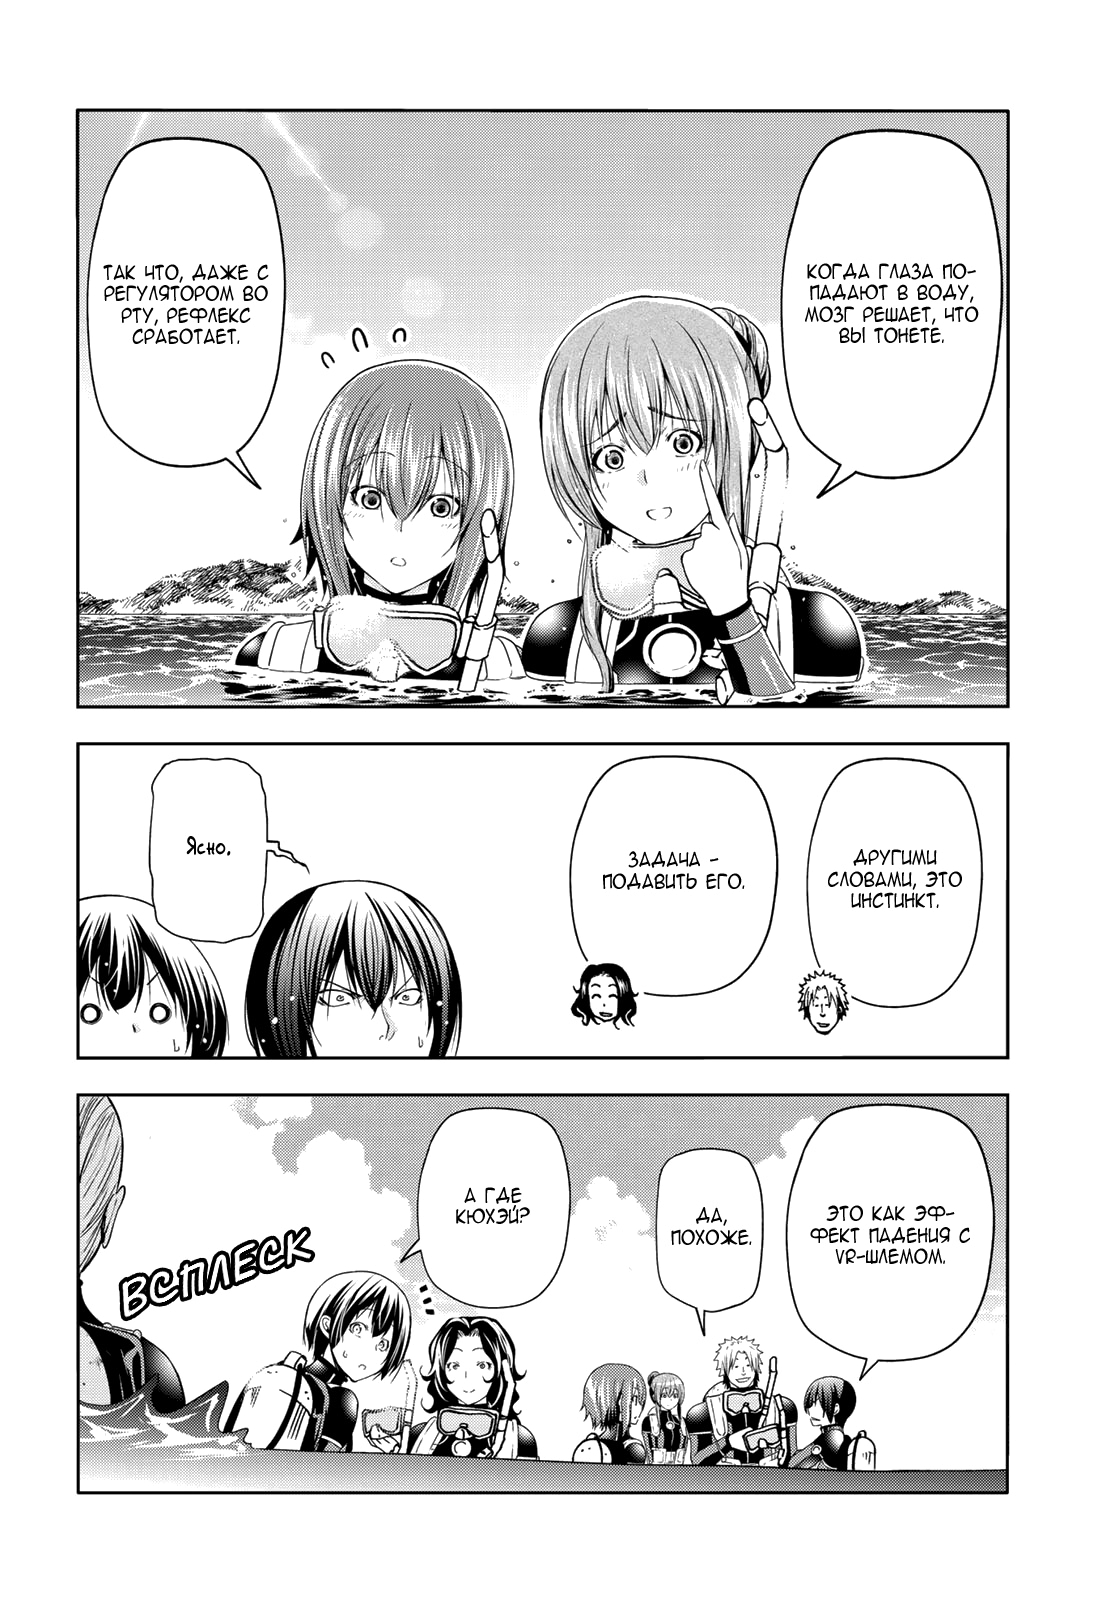 КОГДА ГЛАЗА ПО-
ПАДАЮТ В ВОДУ,
МОЗГ РЕШАЕТ, ЧТО
ВЫ ТОНЕТЕ.
ТАК ЧТО, ДАЖЕ С
РЕГУЛЯТОРОМ ВО
РТУ, РЕФЛЕКС
СРАБОТАЕТ.
ДРУГИМИ
СЛОВАМИ, ЭТО
ИНСТИНКТ.
ЗАДАЧА -
ПОДАВИТЬ ЕГО.
Ясно.
ЭТО КАК ЭФ-
ФЕКТ ПАДЕНИЯ С
VR-ШЛЕМОМ.
ДА,
ПОХОЖЕ.
А ГДЕ
КЮХЭЙ?
ВСПЛЕСК